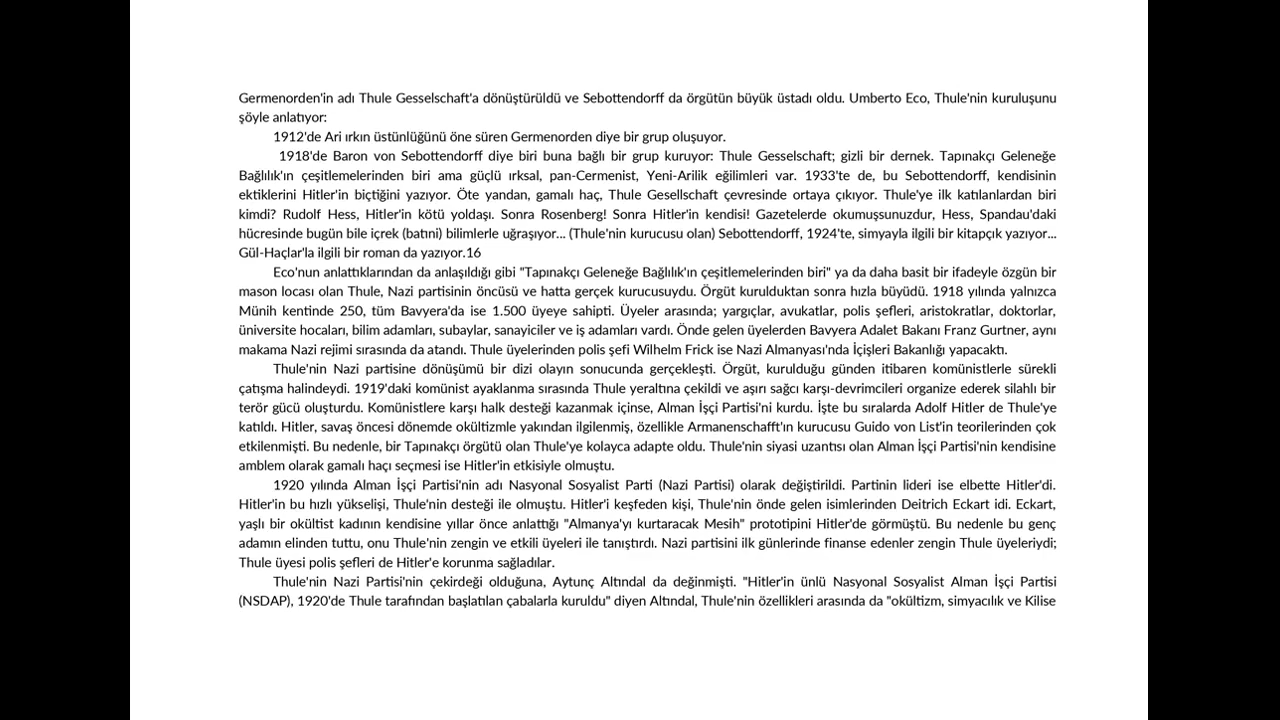 Germenorden'in adı Thule Gesselschaft'a dönüştürüldü ve Sebottendorff da örgütün büyük üstadı oldu. Umberto Eco, Thule'nin kuruluşunu
şöyle anlatıyor:
1912'de Ari ırkın üstünlüğünü öne süren Germenorden diye bir grup oluşuyor.
1918'de Baron von Sebottendorff diye biri buna bağlı bir grup kuruyor: Thule Gesselschaft; gizli bir dernek. Tapınakçı Geleneğe
Bağlılık'ın çeşitlemelerinden biri ama güçlü ırksal, pan-Cermenist, Yeni-Arilik eğilimleri var. 1933'te de, bu Sebottendorff, kendisinin
ektiklerini Hitler'in biçtiğini yazıyor. Öte yandan, gamalı haç, Thule Gesellschaft çevresinde ortaya çıkıyor. Thule'ye ilk katılanlardan biri
kimdi? Rudolf Hess, Hitler'in kötü yoldaşı. Sonra Rosenberg! Sonra Hitler'in kendisi! Gazetelerde okumuşsunuzdur, Hess, Spandau'daki
hücresinde bugün bile içrek (batıni) bilimlerle uğraşıyor... (Thule'nin kurucusu olan) Sebottendorff, 1924'te, simyayla ilgili bir kitapçık yazıyor...
Gül-Haçlar'la ilgili bir roman da yazıyor.16
Eco'nun anlattıklarından da anlaşıldığı gibi "Tapınakçı Geleneğe Bağlılık'ın çeşitlemelerinden biri" ya da daha basit bir ifadeyle özgün bir
mason locası olan Thule, Nazi partisinin öncüsü ve hatta gerçek kurucusuydu. Örgüt kurulduktan sonra hızla büyüdü. 1918 yılında yalnızca
Münih kentinde 250, tüm Bavyera'da ise 1.500 üyeye sahipti. Üyeler arasında; yargıçlar, avukatlar, polis şefleri, aristokratlar, doktorlar,
üniversite hocaları, bilim adamları, subaylar, sanayiciler ve iş adamları vardı. Önde gelen üyelerden Bavyera Adalet Bakanı Franz Gurtner, aynı
makama Nazi rejimi sırasında da atandı. Thule üyelerinden polis şefi Wilhelm Frick ise Nazi Almanyası'nda İçişleri Bakanlığı yapacaktı.
Thule'nin Nazi partisine dönüşümü bir dizi olayın sonucunda gerçekleşti. Örgüt, kurulduğu günden itibaren komünistlerle sürekli
çatışma halindeydi. 1919'daki komünist ayaklanma sırasında Thule yeraltına çekildi ve aşırı sağcı karşı-devrimcileri organize ederek silahlı bir
terör gücü oluşturdu. Komünistlere karşı halk desteği kazanmak içinse, Alman İşçi Partisi'ni kurdu. İşte bu sıralarda Adolf Hitler de Thule'ye
katıldı. Hitler, savaş öncesi dönemde okültizmle yakından ilgilenmiş, özellikle Armanenschafft'ın kurucusu Guido von List'in teorilerinden çok
etkilenmişti. Bu nedenle, bir Tapınakçı örgütü olan Thule'ye kolayca adapte oldu. Thule'nin siyasi uzantısı olan Alman İşçi Partisi'nin kendisine
amblem olarak gamalı haçı seçmesi ise Hitler'in etkisiyle olmuştu.
1920 yılında Alman İşçi Partisi'nin adı Nasyonal Sosyalist Parti (Nazi Partisi) olarak değiştirildi. Partinin lideri ise elbette Hitler'di.
Hitler'in bu hızlı yükselişi, Thule'nin desteği ile olmuştu. Hitler'i keşfeden kişi, Thule'nin önde gelen isimlerinden Deitrich Eckart idi. Eckart,
yaşlı bir okültist kadının kendisine yıllar önce anlattığı "Almanya'yı kurtaracak Mesih" prototipini Hitler'de görmüştü. Bu nedenle bu genç
adamın elinden tuttu, onu Thule'nin zengin ve etkili üyeleri ile tanıştırdı. Nazi partisini ilk günlerinde finanse edenler zengin Thule üyeleriydi;
Thule üyesi polis şefleri de Hitler'e korunma sağladılar.
Thule'nin Nazi Partisi'nin çekirdeği olduğuna, Aytunç Altındal da değinmişti. "Hitler'in ünlü Nasyonal Sosyalist Alman İşçi Partisi
(NSDAP), 1920'de Thule tarafından başlatılan çabalarla kuruldu" diyen Altındal, Thule'nin özellikleri arasında da "okültizm, simyacılık ve Kilise